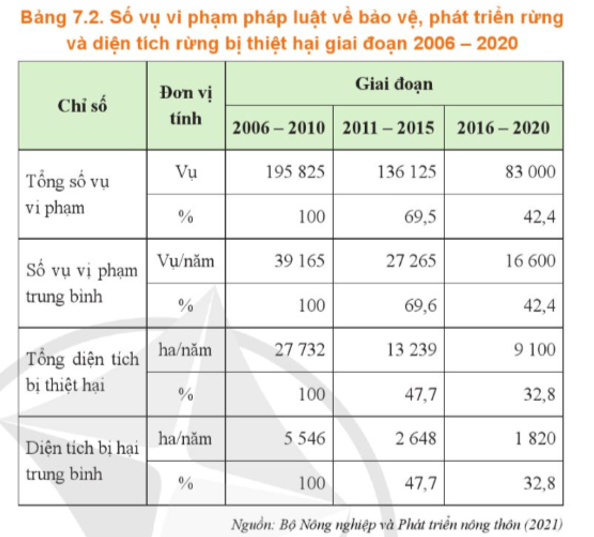 Bảng 7.2. Số vụ vi phạm pháp luật về bảo vệ, phát triển rừng
và diện tích rừng bị thiệt hại giai đoạn 2006 – 2020
Chỉ số Đơn vị tính Giai đoạn
2006 – 2010 2011 – 2015 2016 – 2020
Tổng số vụ vi phạm Vụ 195 825 136 125 83 000
% 100 69,5 42,4
Số vụ vị phạm trung bình Vụ/năm 39 165 27 265 16 600
% 100 69,6 42,4
Tổng diện tích bị thiệt hại ha/năm 27 732 13 239 9 100
% 100 47,7 32,8
Diện tích bị hại trung bình ha/năm 5 546 2 648 1 820
% 100 47,7 32,8
Nguồn: Bộ Nông nghiệp và Phát triển nông thôn (2021)